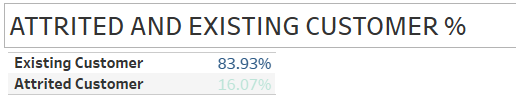 ATTRITED AND EXISTING CUSTOMER %
Existing Customer 83.93%
Attrited Customer 16.07%